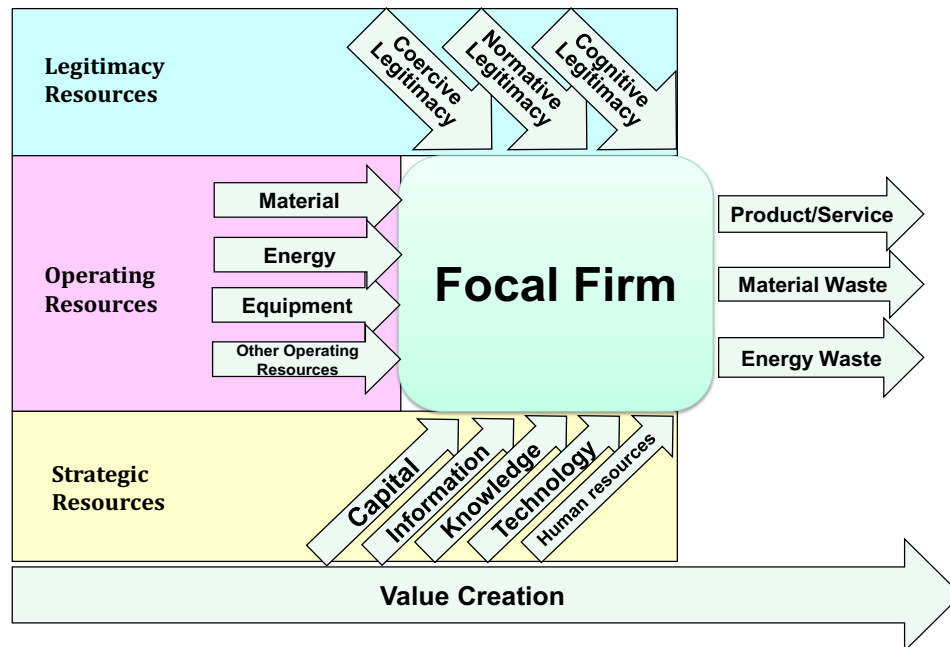 Legitimacy
Resources
Coercive
Legitimacy
Normative
Legitimacy
Cognitive
Legitimacy
Operating
Resources
Material
Energy
Equipment
Other Operating
Resources
Focal Firm
Product/Service
Material Waste
Energy Waste
Strategic
Resources
Capital
Information
Knowledge
Technology
Human resources
Value Creation